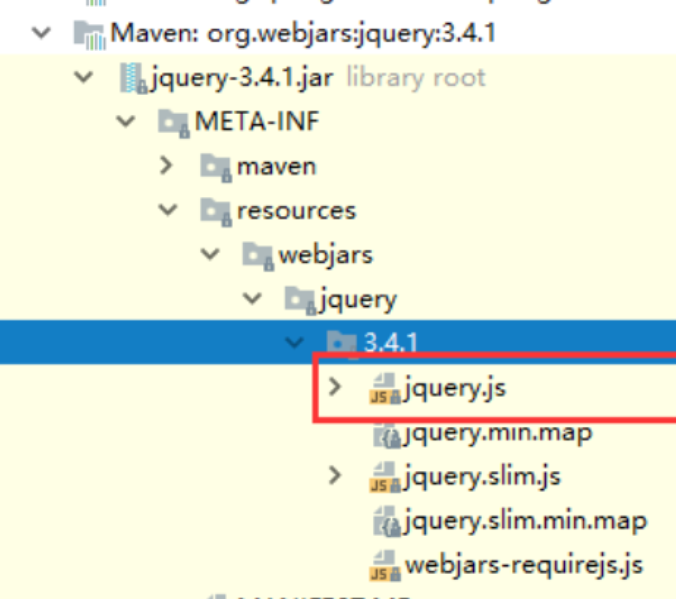 Maven: org.webjars:jquery:3.4.1
jquery-3.4.1.jar library root
META-INF
maven
resources
webjars
jquery
3.4.1
jquery.js
jquery.min.map
jquery.slim.js
jquery.slim.min.map
webjars-requirejs.js